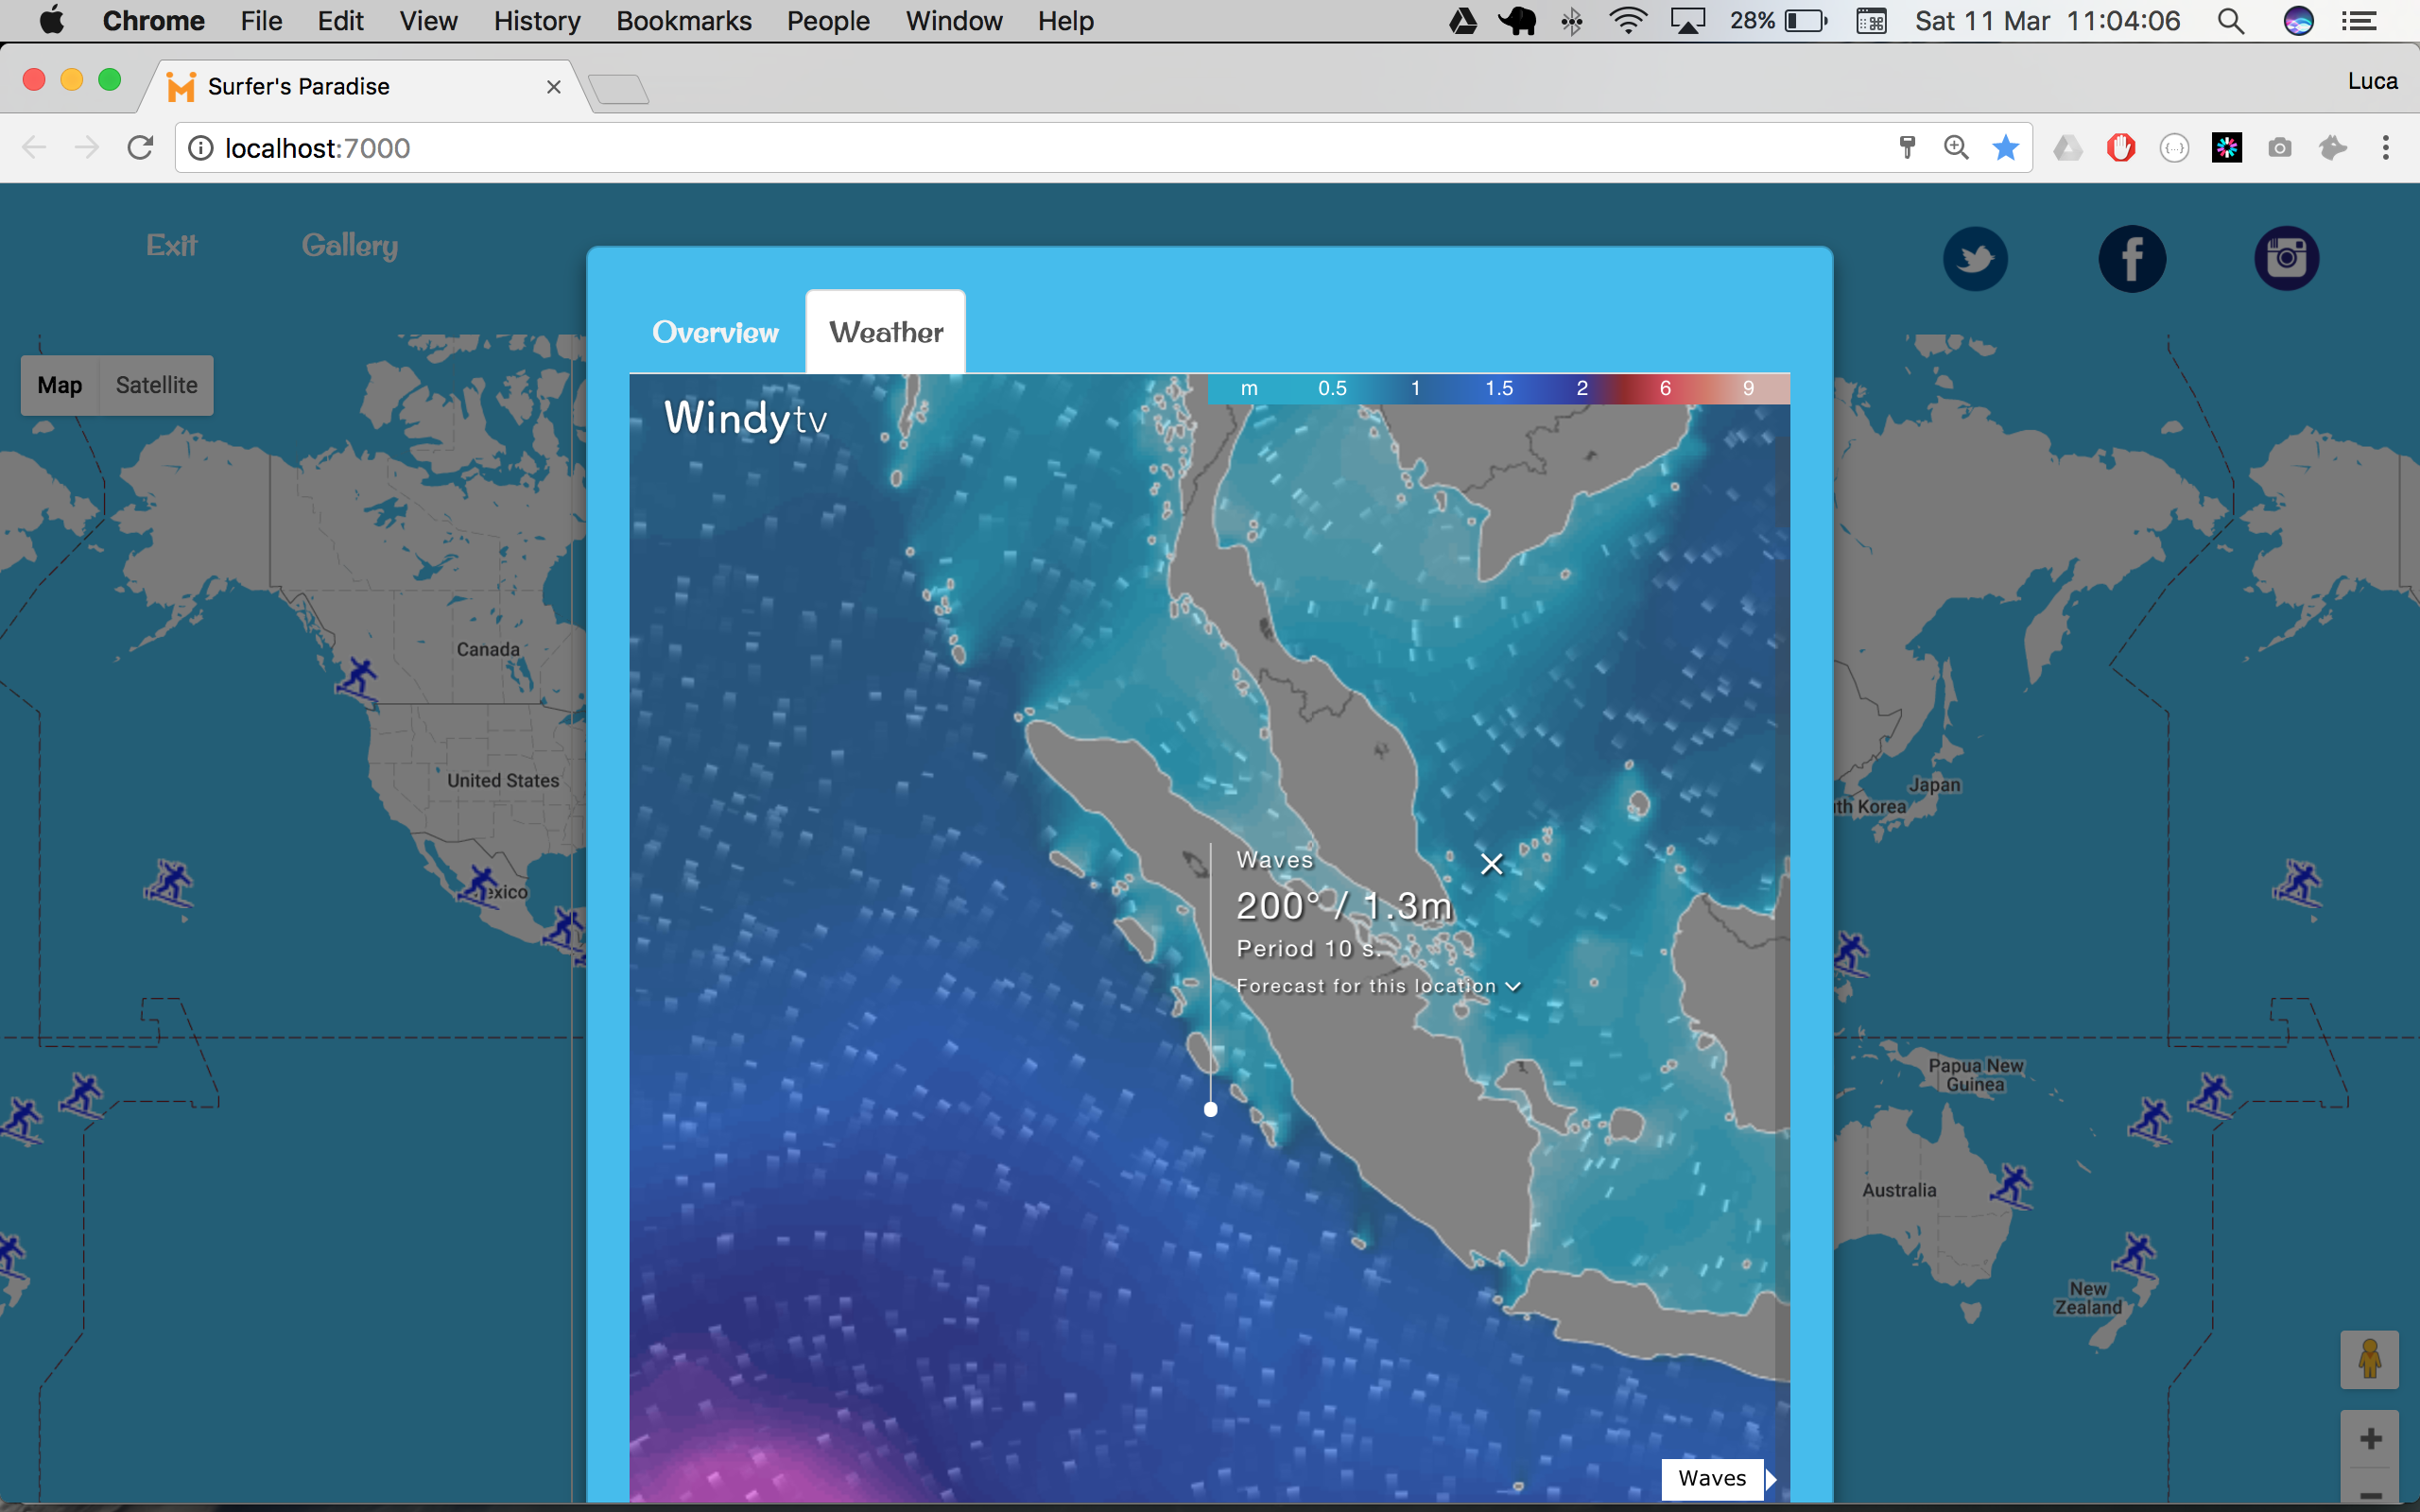 Chrome File Edit View History Bookmarks People Window Help 28% Sat 11 Mar 11:04:06
Surfer's Paradise Luca
localhost:7000
Exit Gallery
Overview Weather
Map Satellite
m 0.5 1 1.5 2 6 9
Windytv
Canada
United States
exico
Japan
th Korea
Waves
200° / 1.3m
Period 10 s.
Forecast for this location
Papua New
Guinea
Australia
New
Zealand
Waves